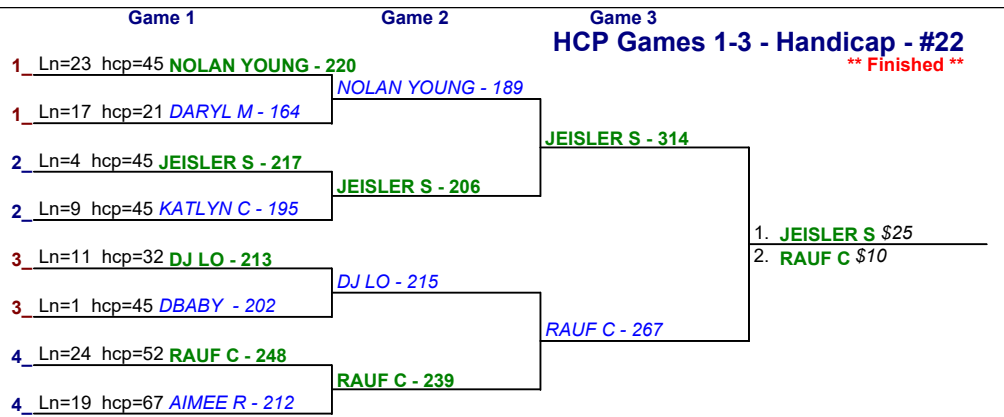 Game 1 Game 2 Game 3
HCP Games 1-3 - Handicap - #22
** Finished **
1_ Ln=23 hcp=45 NOLAN YOUNG - 220
NOLAN YOUNG - 189
1_ Ln=17 hcp=21 DARYL M - 164
JEISLER S - 314
2_ Ln=4 hcp=45 JEISLER S - 217
JEISLER S - 206
2_ Ln=9 hcp=45 KATLYN C - 195
1. JEISLER S $25
2. RAUF C $10
3_ Ln=11 hcp=32 DJ LO - 213
DJ LO - 215
3_ Ln=1 hcp=45 DBABY - 202
RAUF C - 267
4_ Ln=24 hcp=52 RAUF C - 248
RAUF C - 239
4_ Ln=19 hcp=67 AIMEE R - 212